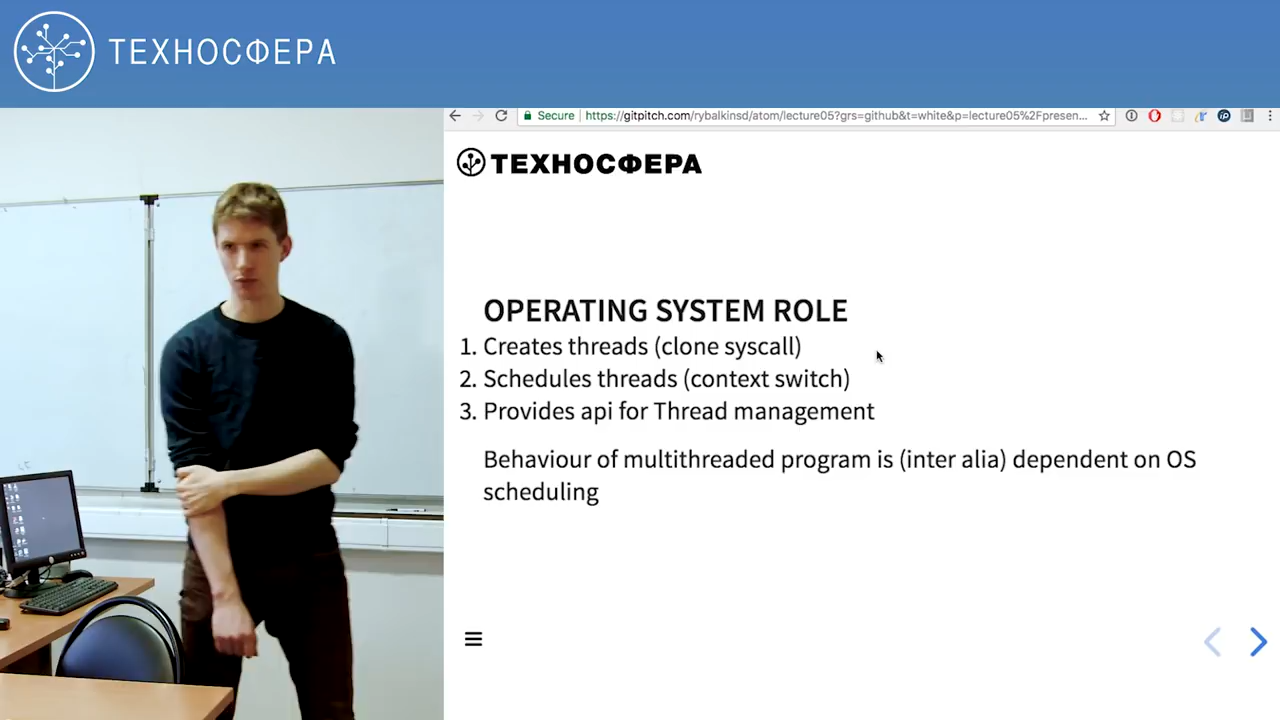 ТЕХНОСФЕРА
Secure
https://gitpitch.com/rybalkinsd/atom/lecture05?grs=github&t=white&p=lecture05%2Fpresen...
ТЕХНОСФЕРА
OPERATING SYSTEM ROLE
1. Creates threads (clone syscall)
2. Schedules threads (context switch)
3. Provides api for Thread management
Behaviour of multithreaded program is (inter alia) dependent on OS
scheduling